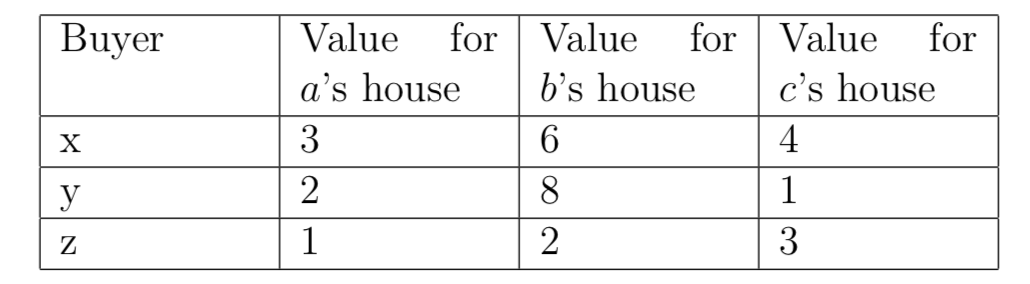 Buyer Value for Value for Value for
a's house b's house c's house
x 3 6 4
y 2 8 1
z 1 2 3